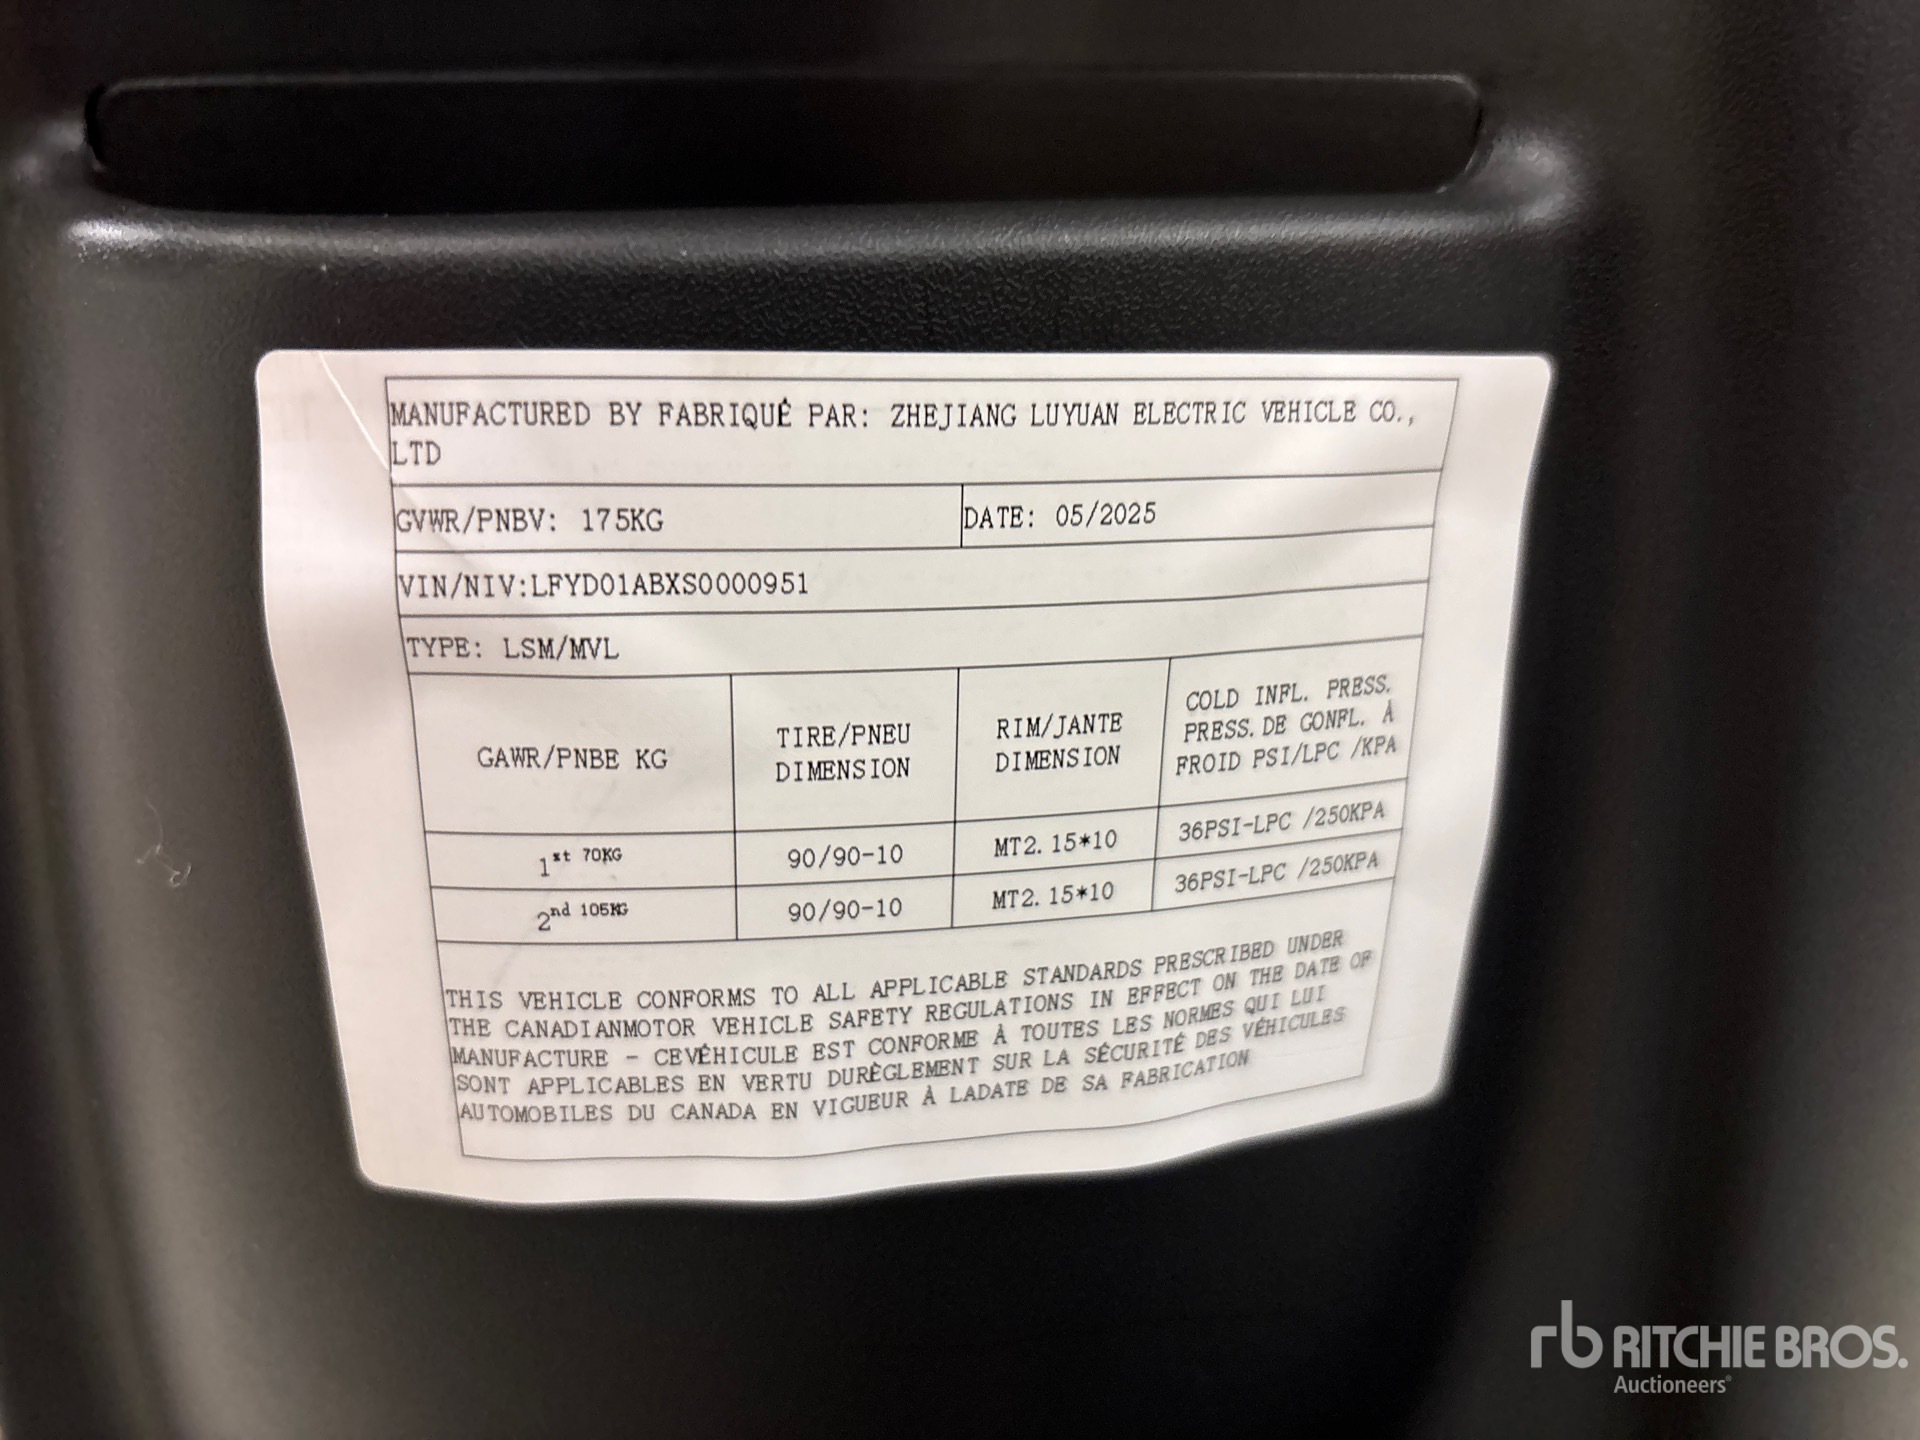 MANUFACTURED BY FABRIQUÉ PAR: ZHEJIANG LUYUAN ELECTRIC VEHICLE CO.,
LTD
GVWR/PNBV: 175KG DATE: 05/2025
VIN/NIV:LFYD01ABXS0000951
TYPE: LSM/MVL
GAWR/PNBE KG
TIRE/PNEU
DIMENSION
RIM/JANTE
DIMENSION
COLD INFL. PRESS.
PRESS. DE GONFL. À
FROID PSI/LPC /KPA
1st 70KG 90/90-10 MT2.15*10 36PSI-LPC /250KPA
2nd 105KG 90/90-10 MT2.15*10 36PSI-LPC /250KPA
THIS VEHICLE CONFORMS TO ALL APPLICABLE STANDARDS PRESCRIBED UNDER
THE CANADIANMOTOR VEHICLE SAFETY REGULATIONS IN EFFECT ON THE DATE OF
MANUFACTURE - CEVÉHICULE EST CONFORME À TOUTES LES NORMES QUI LUI
SONT APPLICABLES EN VERTU DURÈGLEMENT SUR LA SÉCURITÉ DES VÉHICULES
AUTOMOBILES DU CANADA EN VIGUEUR À LADATE DE SA FABRICATION
rb RITCHIE BROS.
Auctioneers